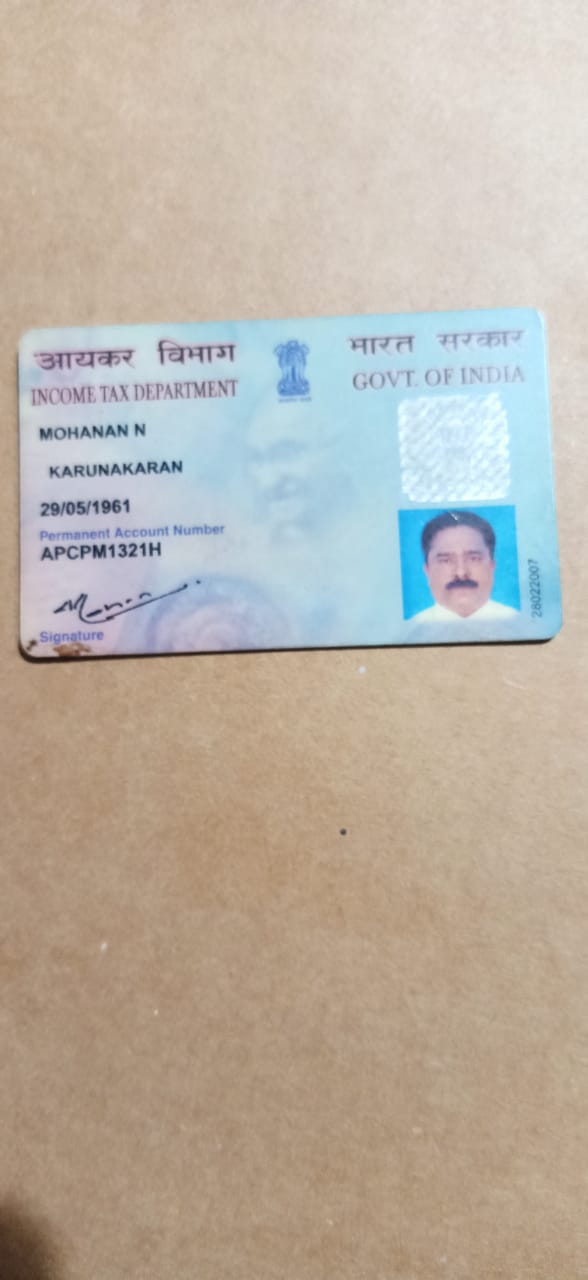 आयकर विभाग
INCOME TAX DEPARTMENT
भारत सरकार
GOVT. OF INDIA
MOHANAN N
KARUNAKARAN
29/05/1961
Permanent Account Number
APCPM1321H
Signature
28022007